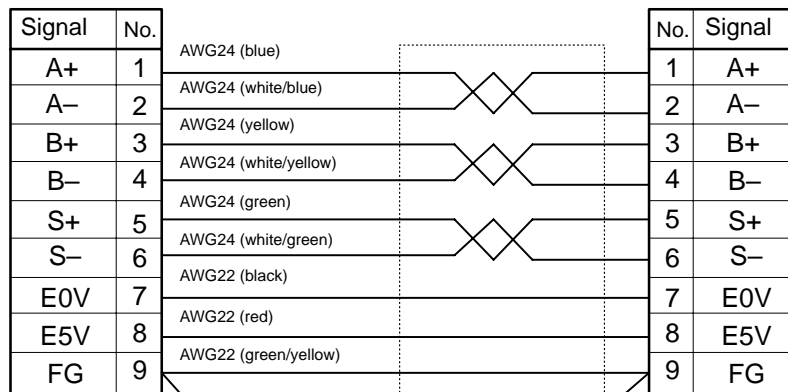 Signal No. No. Signal
AWG24 (blue)
A+ 1 1 A+
AWG24 (white/blue)
A– 2 2 A–
AWG24 (yellow)
B+ 3 3 B+
AWG24 (white/yellow)
B– 4 4 B–
AWG24 (green)
S+ 5 5 S+
AWG24 (white/green)
S– 6 6 S–
AWG22 (black)
E0V 7 7 E0V
AWG22 (red)
E5V 8 8 E5V
AWG22 (green/yellow)
FG 9 9 FG